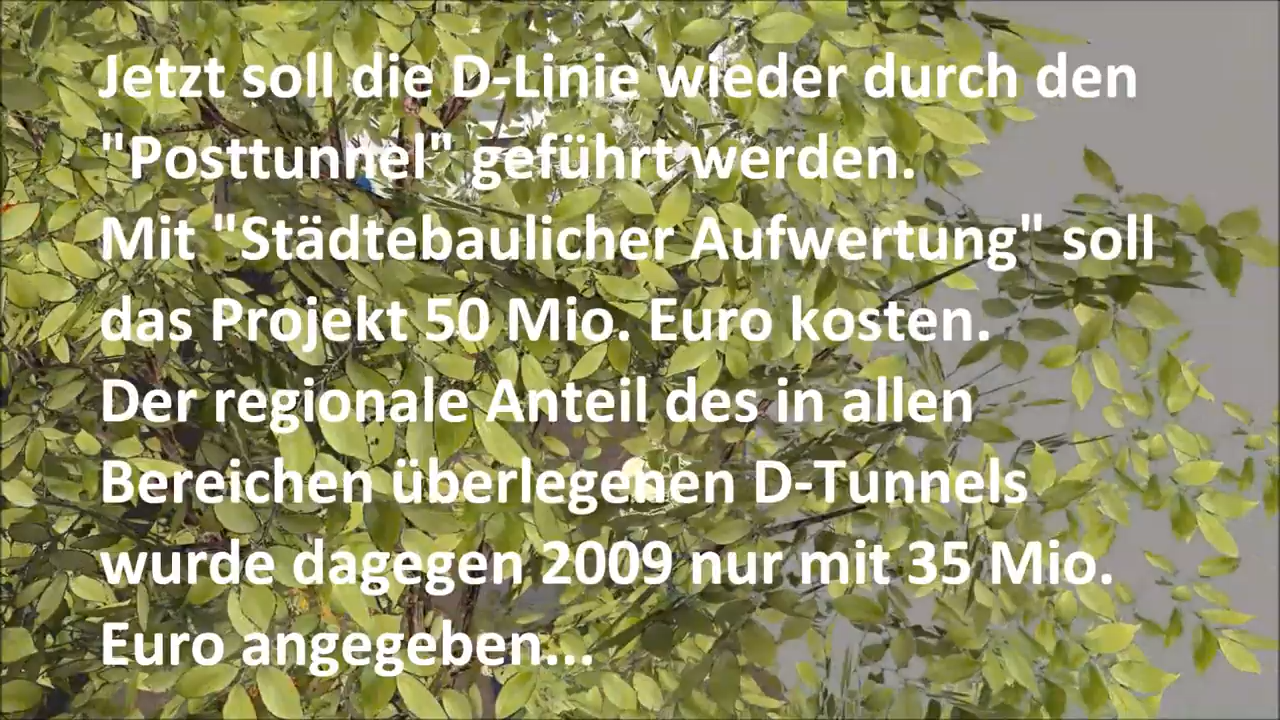 Jetzt soll die D-Linie wieder durch den
"Posttunnel" geführt werden.
Mit "Städtebaulicher Aufwertung" soll
das Projekt 50 Mio. Euro kosten.
Der regionale Anteil des in allen
Bereichen überlegenen D-Tunnels
wurde dagegen 2009 nur mit 35 Mio.
Euro angegeben...